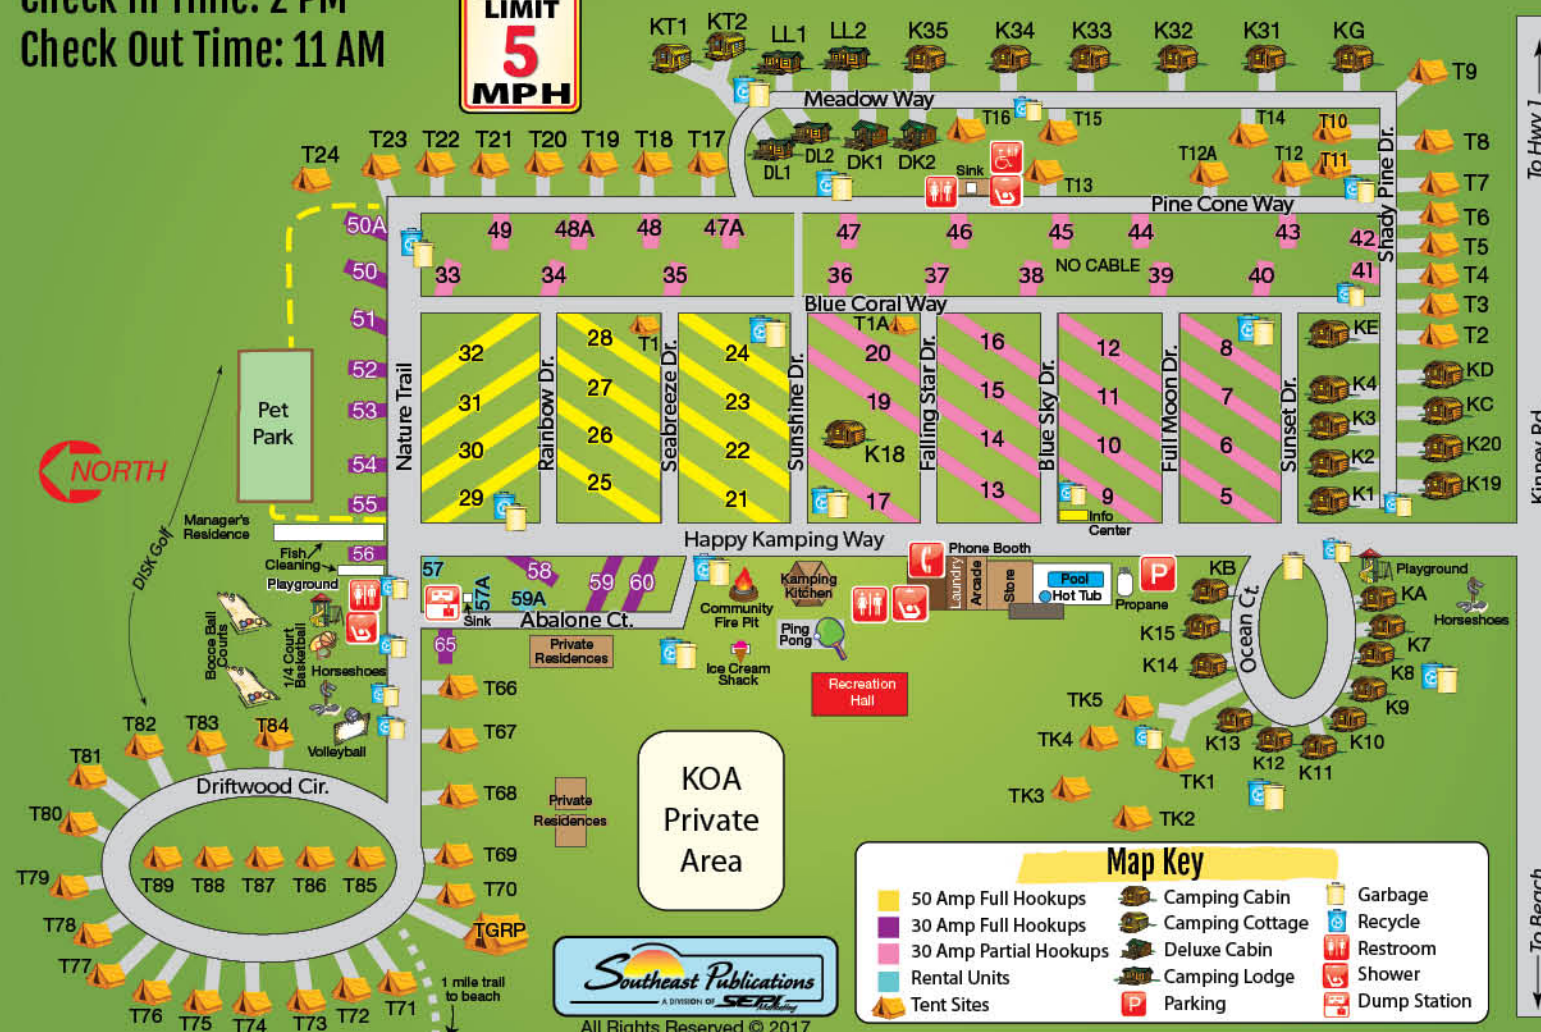 Check In Time: 2 PM
Check Out Time: 11 AM
LIMIT
5
MPH
KT1
KT2
LL1
LL2
K35
K34
K33
K32
K31
KG
T9
Meadow Way
T16
T15
T14
T10
T8
T24
T23
T22
T21
T20
T19
T18
T17
DL1
DL2
DK1
DK2
Sink
T13
T12A
T12
T11
T7
Pine Cone Way
Shady Pine Dr.
To Hwy 1
50A
49
48A
48
47A
47
46
45
44
43
42
T6
T5
50
33
34
35
36
37
38
NO CABLE
39
40
41
T4
T3
Blue Coral Way
51
T1
T1A
KE
T2
32
28
24
20
16
12
8
52
KD
31
27
23
19
15
11
7
K4
53
KC
Pet
Park
Nature Trail
Rainbow Dr.
Seabreeze Dr.
Sunshine Dr.
Falling Star Dr.
Blue Sky Dr.
Full Moon Dr.
Sunset Dr.
K3
K18
30
26
22
14
10
6
K2
K20
54
NORTH
29
25
21
17
13
9
5
K1
K19
55
Kinney Rd.
Info
Center
Manager's
Residence
Happy Kamping Way
Fish
Cleaning
56
DISK Golf
57
57A
58
59
59A
60
Sink
Abalone Ct.
Community
Fire Pit
Kamping
Kitchen
Phone Booth
Laundry
Arcade
Store
Pool
Hot Tub
Propane
P
Playground
Bocce Ball
Courts
1/4 Court
Basketball
Horseshoes
Volleyball
65
Private
Residences
Ping
Pong
Ice Cream
Shack
Recreation
Hall
KB
K15
K14
Ocean Ct.
Playground
KA
Horseshoes
K7
K8
K9
K10
K11
K12
K13
TK5
TK4
TK1
TK3
TK2
T66
T67
T68
T69
T70
TGRP
Private
Residences
KOA
Private
Area
T82
T83
T84
T81
Driftwood Cir.
T80
T89
T88
T87
T86
T85
T79
T78
T77
T76
T75
T74
T73
T72
T71
1 mile trail
to beach
Southeast Publications
A DIVISION OF SEPI Marketing
All Rights Reserved © 2017
Map Key
50 Amp Full Hookups
30 Amp Full Hookups
30 Amp Partial Hookups
Rental Units
Tent Sites
Camping Cabin
Camping Cottage
Deluxe Cabin
Camping Lodge
P
Parking
Garbage
Recycle
Restroom
Shower
Dump Station
To Beach